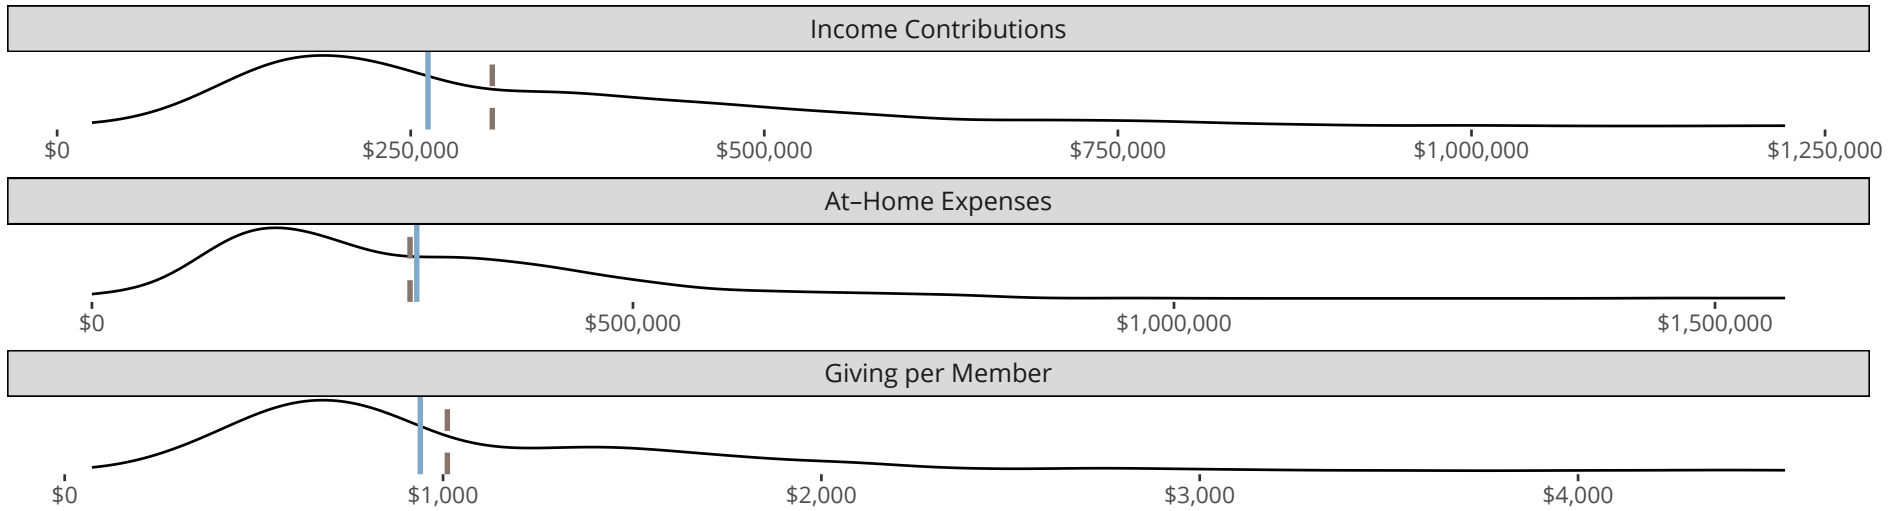 Income Contributions
$0 $250,000 $500,000 $750,000 $1,000,000 $1,250,000
At–Home Expenses
$0 $500,000 $1,000,000 $1,500,000
Giving per Member
$0 $1,000 $2,000 $3,000 $4,000